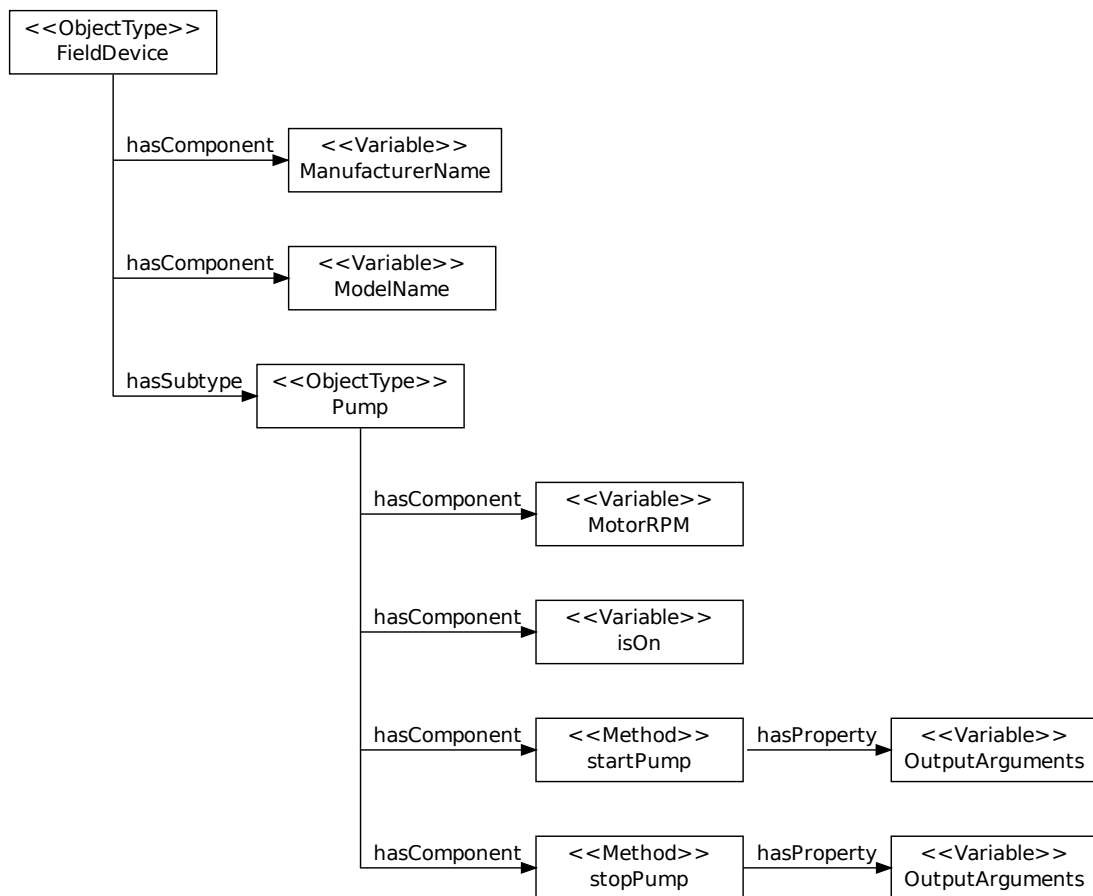 <<ObjectType>>
FieldDevice
hasComponent
<<Variable>>
ManufacturerName
hasComponent
<<Variable>>
ModelName
hasSubtype
<<ObjectType>>
Pump
hasComponent
<<Variable>>
MotorRPM
hasComponent
<<Variable>>
isOn
hasComponent
<<Method>>
startPump
hasProperty
<<Variable>>
OutputArguments
hasComponent
<<Method>>
stopPump
hasProperty
<<Variable>>
OutputArguments